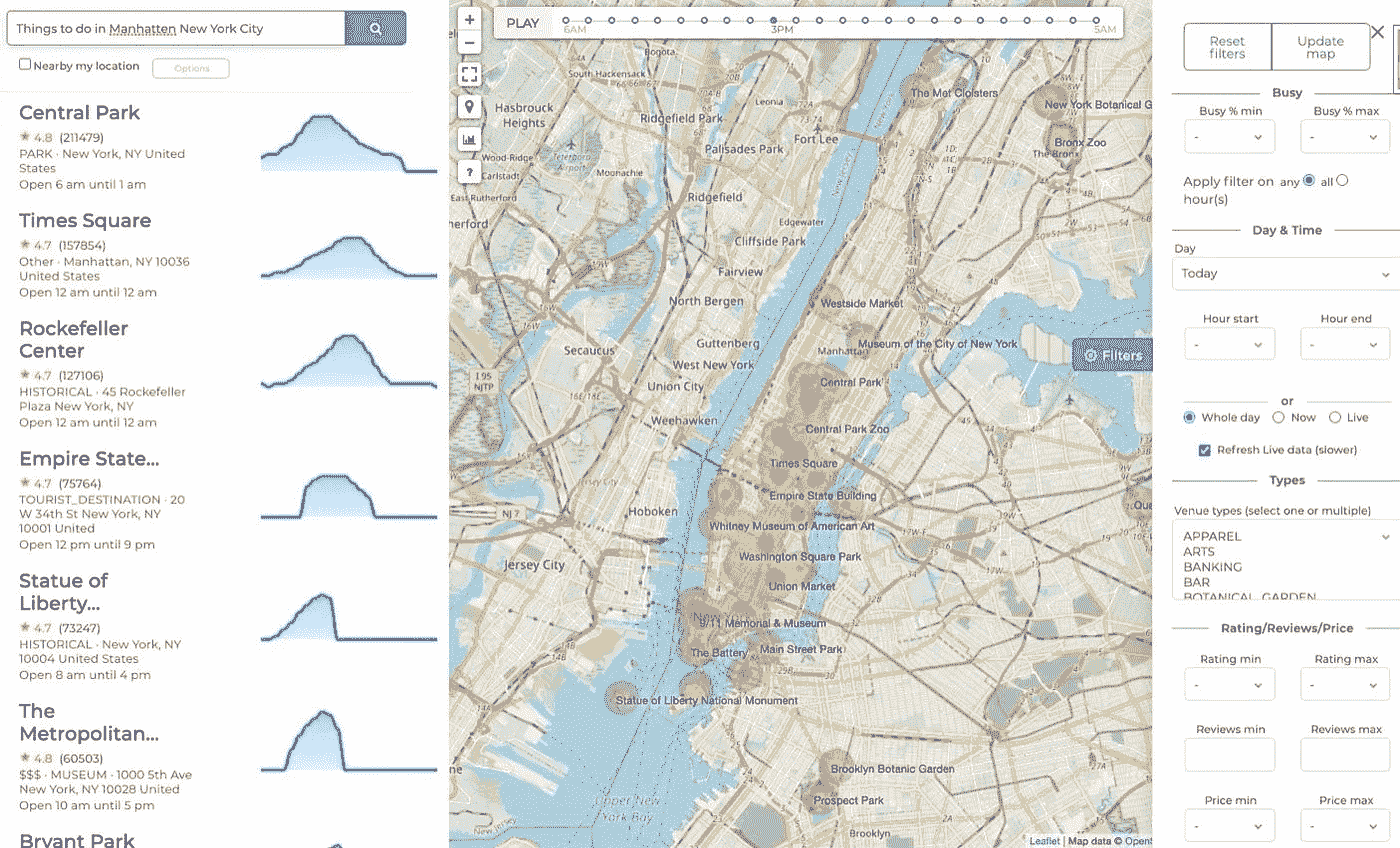 Things to do in Manhatten New York City
Nearby my location
Options
Central Park
4.8 (211479)
PARK · New York, NY United
States
Open 6 am until 1 am
Times Square
4.7 (157854)
Other · Manhattan, NY 10036
United States
Open 12 am until 12 am
Rockefeller
Center
4.7 (127106)
HISTORICAL · 45 Rockefeller
Plaza New York, NY
Open 12 am until 12 am
Empire State...
4.7 (75764)
TOURIST_DESTINATION · 20
W 34th St New York, NY
10001 United
Open 12 pm until 9 pm
Statue of
Liberty...
4.7 (73247)
HISTORICAL · New York, NY
10004 United States
Open 8 am until 4 pm
The
Metropolitan...
4.8 (60503)
$$$ · MUSEUM · 1000 5th Ave
New York, NY 10028 United
Open 10 am until 5 pm
Bryant Park
+
−
?
PLAY
6AM
3PM
5AM
Bogota
South Hackensack
Hasbrouck
Heights
Leonia
Ridgefield Park
Fort Lee
Palisades Park
The Met Cloisters
New York Botanical G
Bronx Zoo
The Bronx
Wood-Ridge
Teterboro
Airport
Carlstadt
Moonachie
East Rutherford
herford
Ridgefield
Edgewater
Cliffside Park
Fairview
North Bergen
Westside Market
Guttenberg
Manhattan
Museum of the City of New York
Secaucus
West New York
I 95
NJTP
Union City
Central Park
Weehawken
Central Park Zoo
Times Square
Empire State Building
NJ 7
Hoboken
Whitney Museum of American Art
Washington Square Park
Jersey City
Union Market
9/11 Memorial & Museum
The Battery
Main Street Park
Statue of Liberty National Monument
Brooklyn Botanic Garden
Prospect Park
Upper New
York Bay
Brooklyn
Leaflet | Map data © OpenS
Filters
Reset
filters
Update
map
Busy
Busy % min
Busy % max
-
-
Apply filter on any all
hour(s)
Day & Time
Day
Today
Hour start
Hour end
-
-
or
Whole day Now Live
Refresh Live data (slower)
Types
Venue types (select one or multiple)
APPAREL
ARTS
BANKING
BAR
BOTANICAL_GARDEN
Rating/Reviews/Price
Rating min
Rating max
-
-
Reviews min
Reviews max
Price min
Price max
-
-